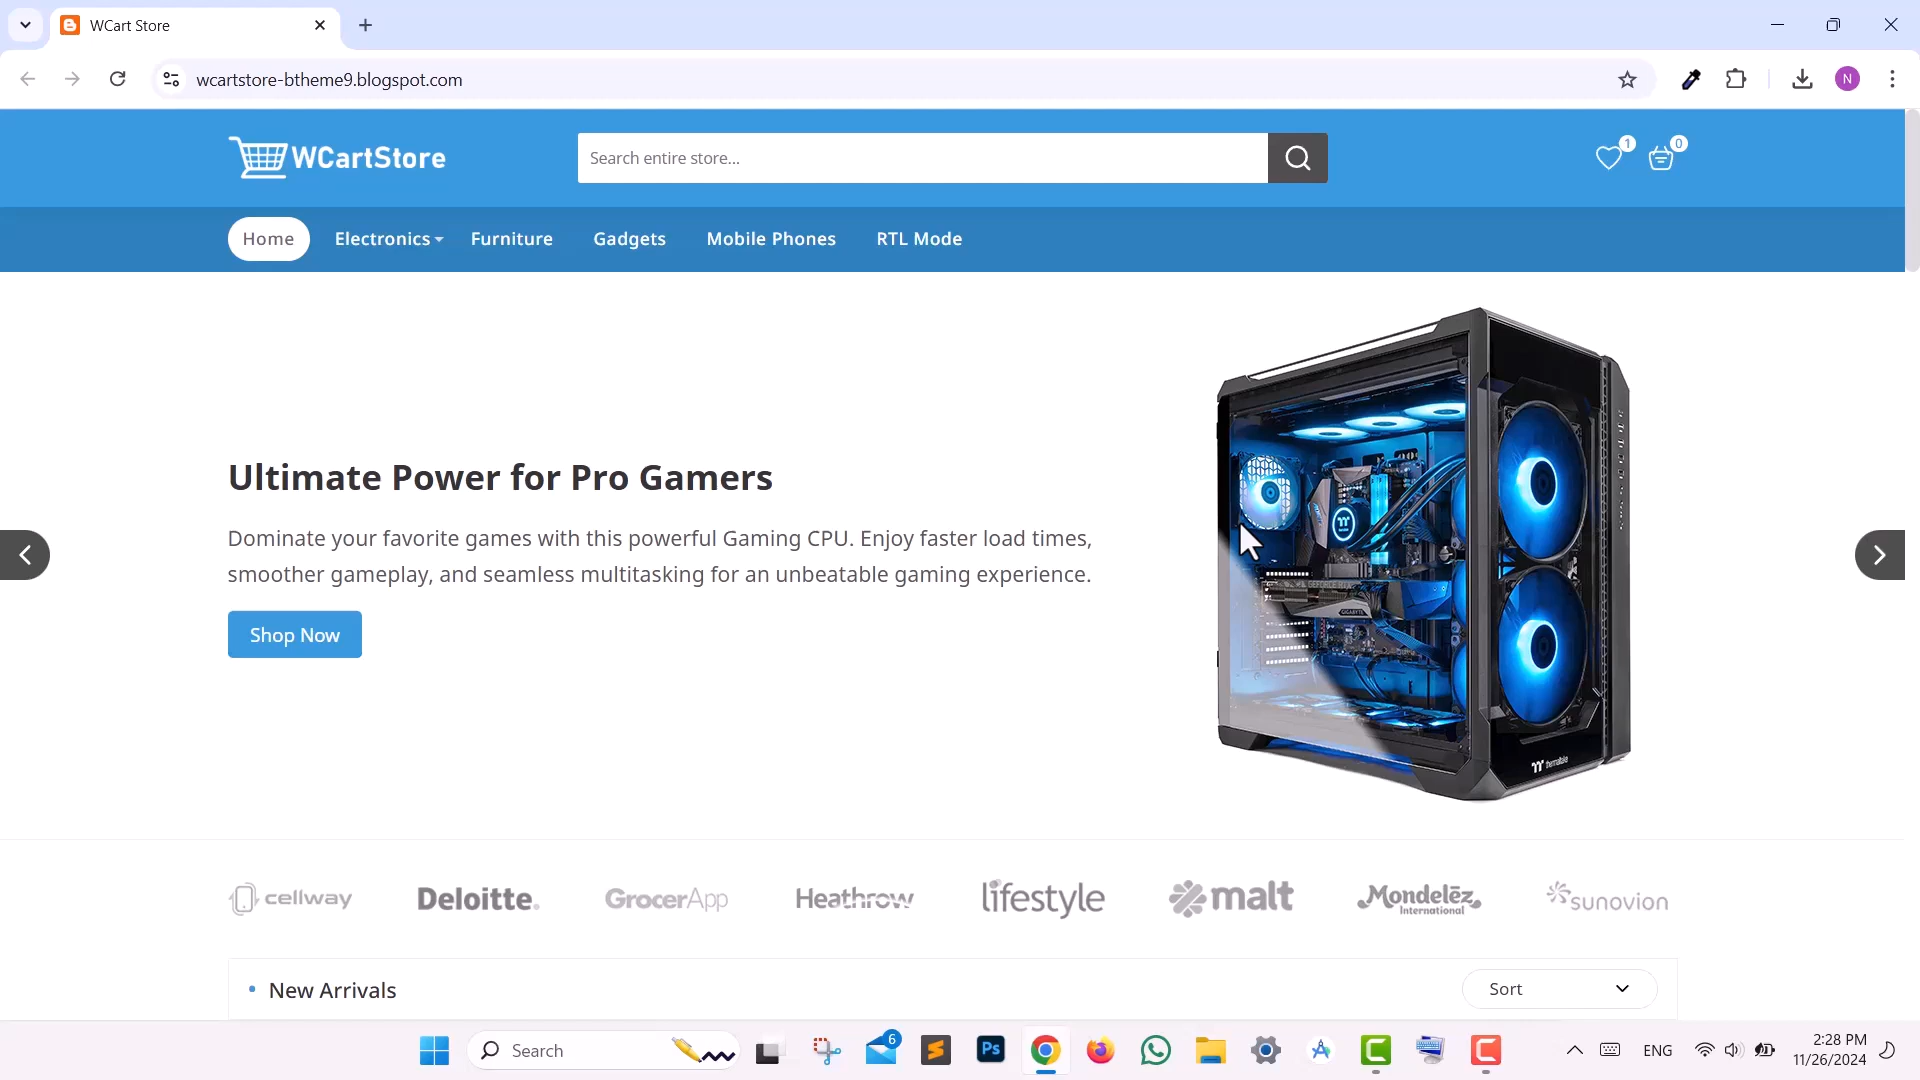 WCart Store
wcartstore-btheme9.blogspot.com
N
WCartStore
Search entire store...
1
0
Home
Electronics
Furniture
Gadgets
Mobile Phones
RTL Mode
Ultimate Power for Pro Gamers
Dominate your favorite games with this powerful Gaming CPU. Enjoy faster load times,
smoother gameplay, and seamless multitasking for an unbeatable gaming experience.
Shop Now
thermaltake
cellway
Deloitte.
GrocerApp
Heathrow
lifestyle
malt
Mondelēz
International
sunovion
New Arrivals
Sort
Search
6
Ps
ENG
2:28 PM
11/26/2024